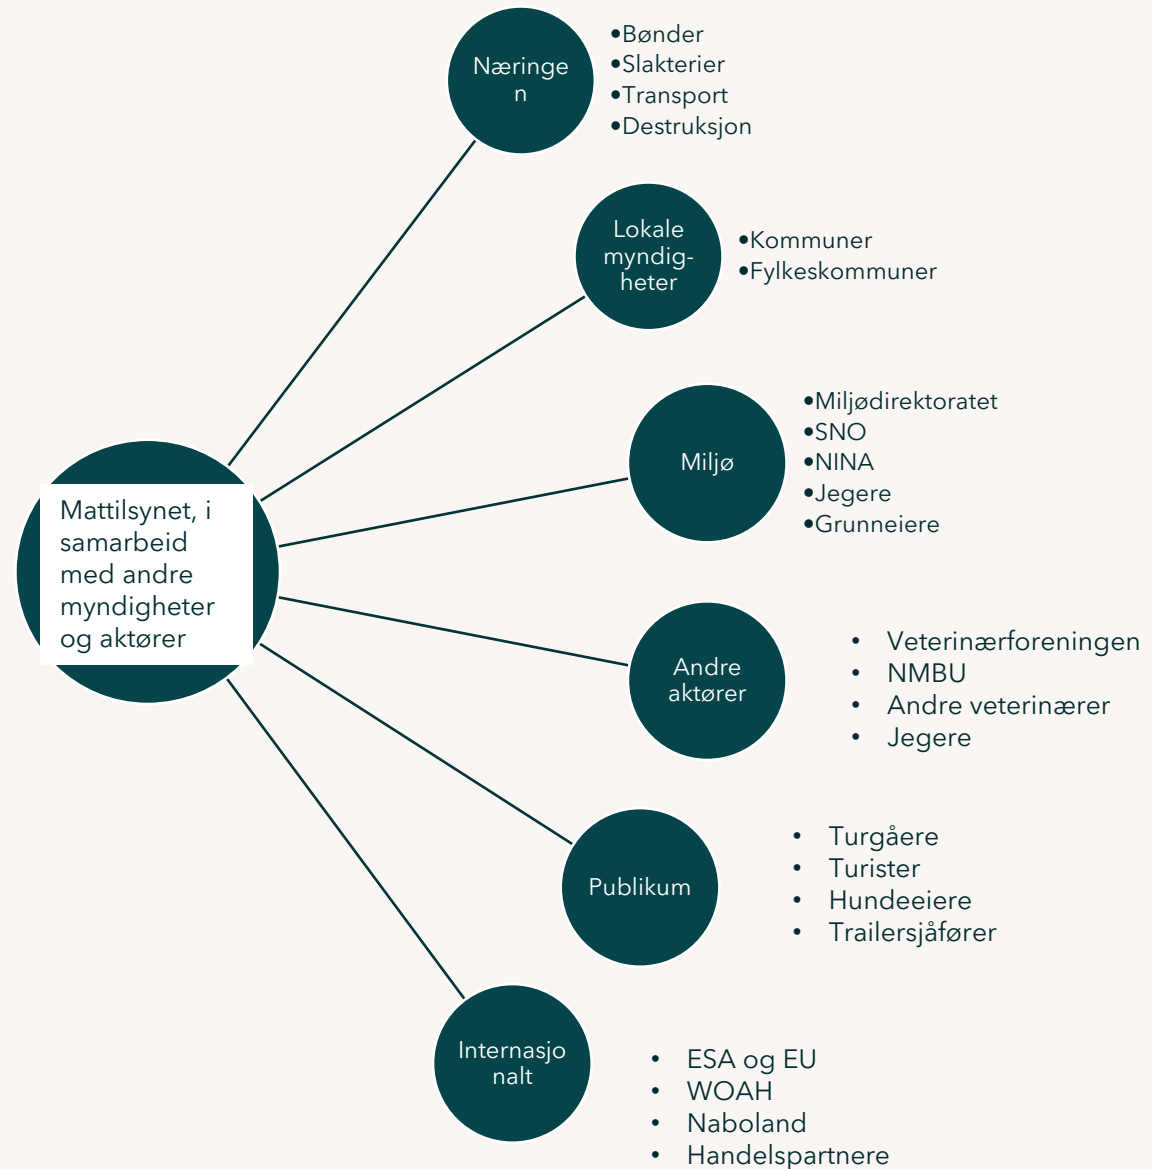 Næringe
n
•Bønder
•Slakterier
•Transport
•Destruksjon
Lokale
myndig-
heter
•Kommuner
•Fylkeskommuner
Miljø
•Miljødirektoratet
•SNO
•NINA
•Jegere
•Grunneiere
Mattilsynet, i
samarbeid
med andre
myndigheter
og aktører
Andre
aktører
• Veterinærforeningen
• NMBU
• Andre veterinærer
• Jegere
Publikum
• Turgåere
• Turister
• Hundeeiere
• Trailersjåfører
Internasjo
nalt
• ESA og EU
• WOAH
• Naboland
• Handelspartnere